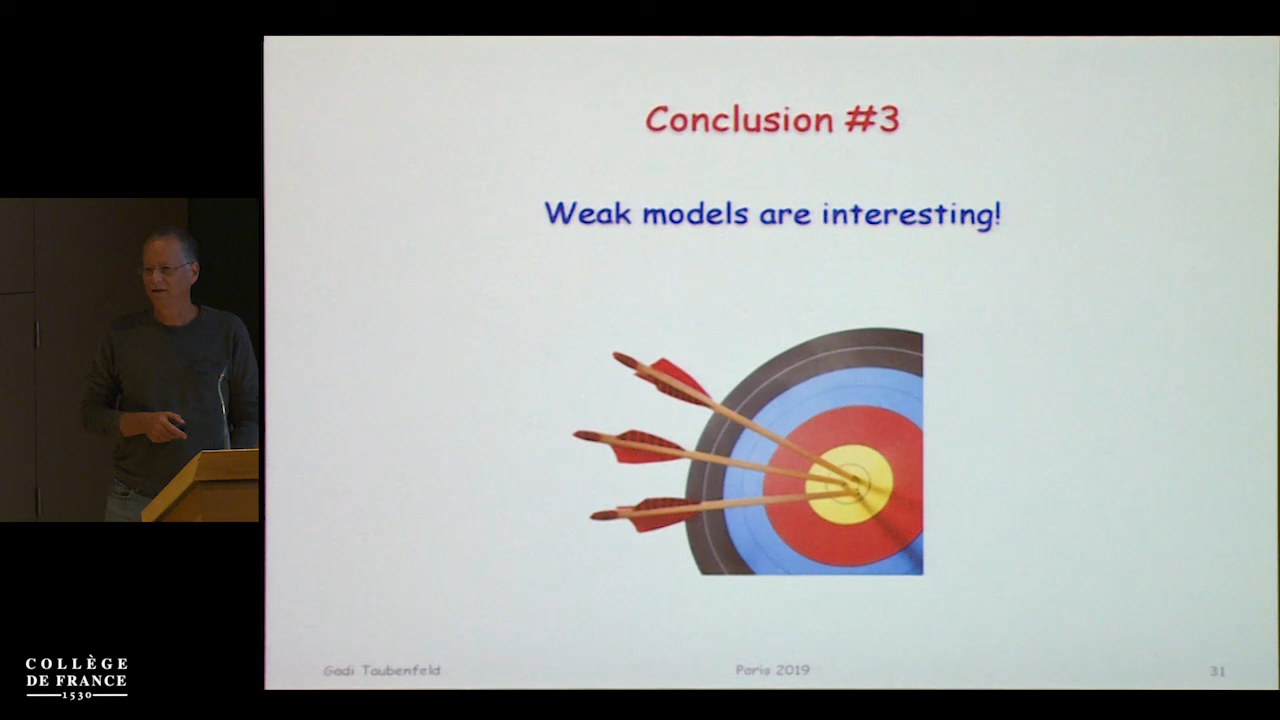 Conclusion #3
Weak models are interesting!
Gadi Taubenfeld
Paris 2019
31
COLLÈGE
DE FRANCE
1530